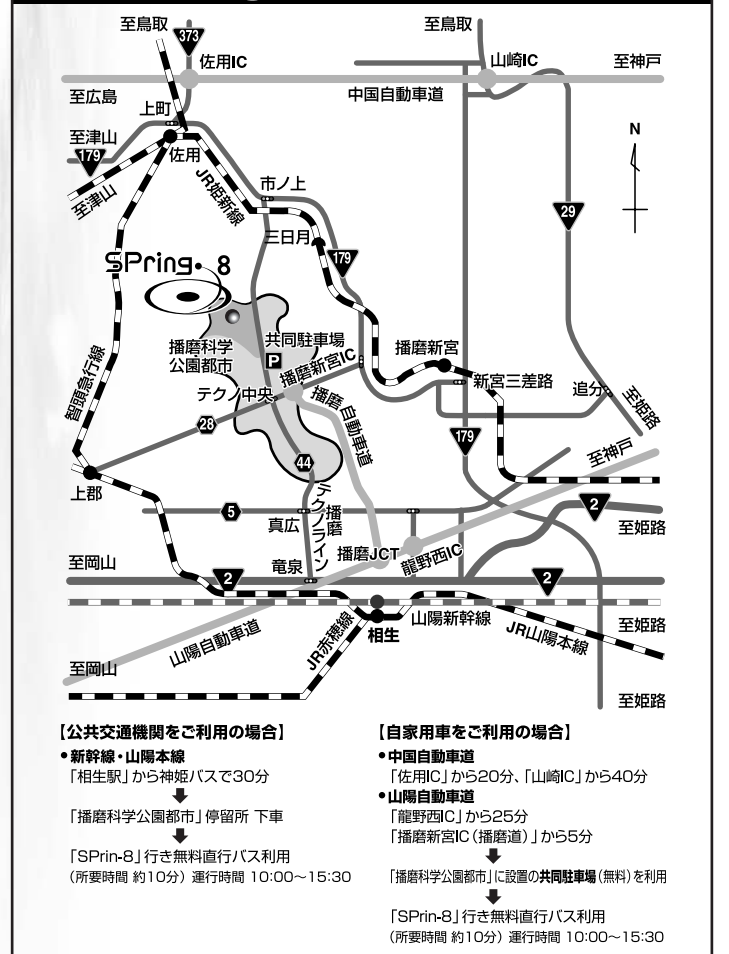 至鳥取
至鳥取
373
佐用IC
山崎IC
至神戸
至広島
中国自動車道
上町
至津山
179
佐用
至津山
N
JR姫新線
市ノ上
29
三日月
179
SPring・8
共同駐車場
P
播磨科学
公園都市
播磨新宮IC
播磨新宮
新宮三差路
追分
至姫路
テクノ中央
播磨自動車道
智頭急行線
28
179
44
至神戸
上郡
5
真広
播磨テクノライン
2
至姫路
竜泉
播磨JCT
龍野西IC
至岡山
2
2
相生
山陽新幹線
至姫路
山陽自動車道
JR赤穂線
JR山陽本線
至岡山
至姫路
【公共交通機関をご利用の場合】
●新幹線・山陽本線
「相生駅」から神姫バスで30分
「播磨科学公園都市」停留所 下車
「SPrin-8」行き無料直行バス利用
(所要時間 約10分) 運行時間 10:00〜15:30
【自家用車をご利用の場合】
●中国自動車道
「佐用IC」から20分、「山崎IC」から40分
●山陽自動車道
「龍野西IC」から25分
「播磨新宮IC(播磨道)」から5分
「播磨科学公園都市」に設置の共同駐車場(無料)を利用
「SPrin-8」行き無料直行バス利用
(所要時間 約10分) 運行時間 10:00〜15:30